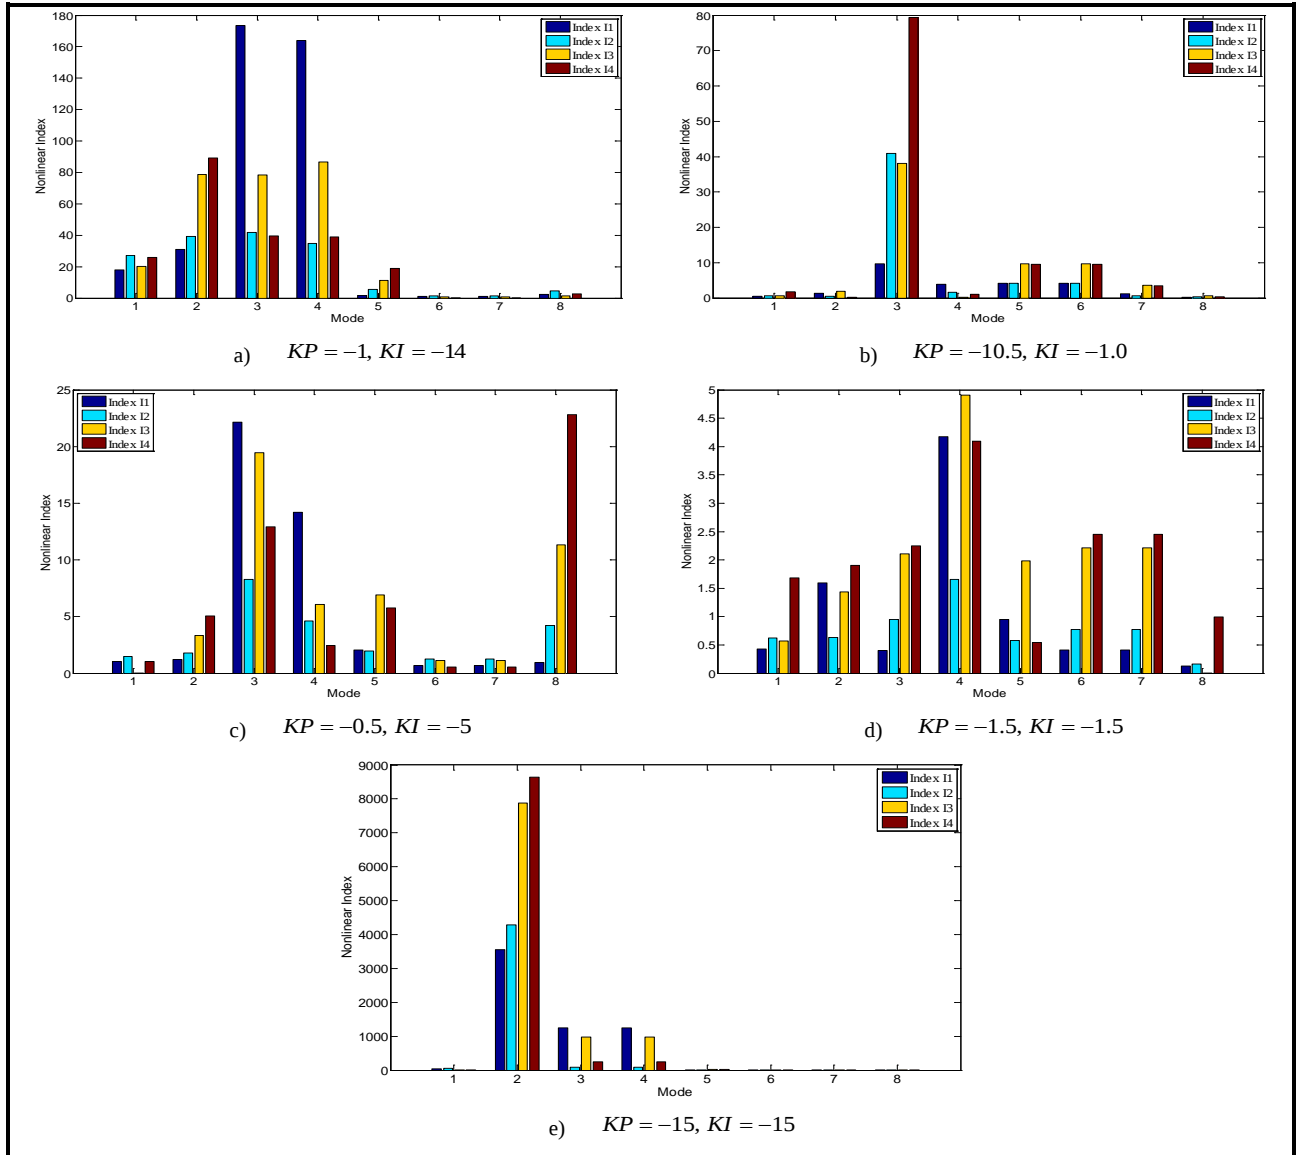 180
160
140
120
100
80
60
40
20
0
Nonlinear Index
Index I1
Index I2
Index I3
Index I4
1 2 3 4 5 6 7 8
Mode
a) KP = −1, KI = −14
80
70
60
50
40
30
20
10
0
Nonlinear Index
Index I1
Index I2
Index I3
Index I4
1 2 3 4 5 6 7 8
Mode
b) KP = −10.5, KI = −1.0
25
20
15
10
5
0
Nonlinear Index
Index I1
Index I2
Index I3
Index I4
1 2 3 4 5 6 7 8
Mode
c) KP = −0.5, KI = −5
5
4.5
4
3.5
3
2.5
2
1.5
1
0.5
0
Nonlinear Index
Index I1
Index I2
Index I3
Index I4
1 2 3 4 5 6 7 8
Mode
d) KP = −1.5, KI = −1.5
9000
8000
7000
6000
5000
4000
3000
2000
1000
0
Nonlinear Index
Index I1
Index I2
Index I3
Index I4
1 2 3 4 5 6 7 8
Mode
e) KP = −15, KI = −15